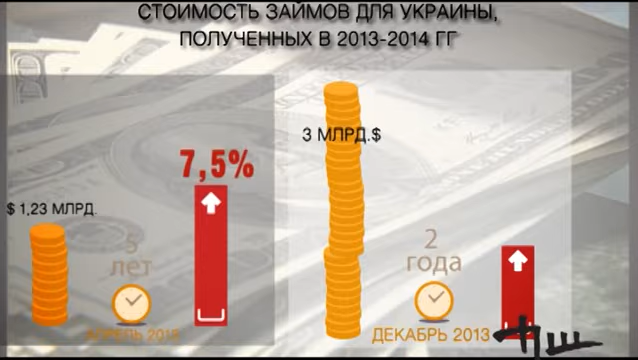 СТОИМОСТЬ ЗАЙМОВ ДЛЯ УКРАИНЫ,
ПОЛУЧЕННЫХ В 2013-2014 ГГ
$ 1,23 МЛРД.
7,5%
5
лет
АПРЕЛЬ
3 МЛРД.$
2
года
ДЕКАБРЬ 2013